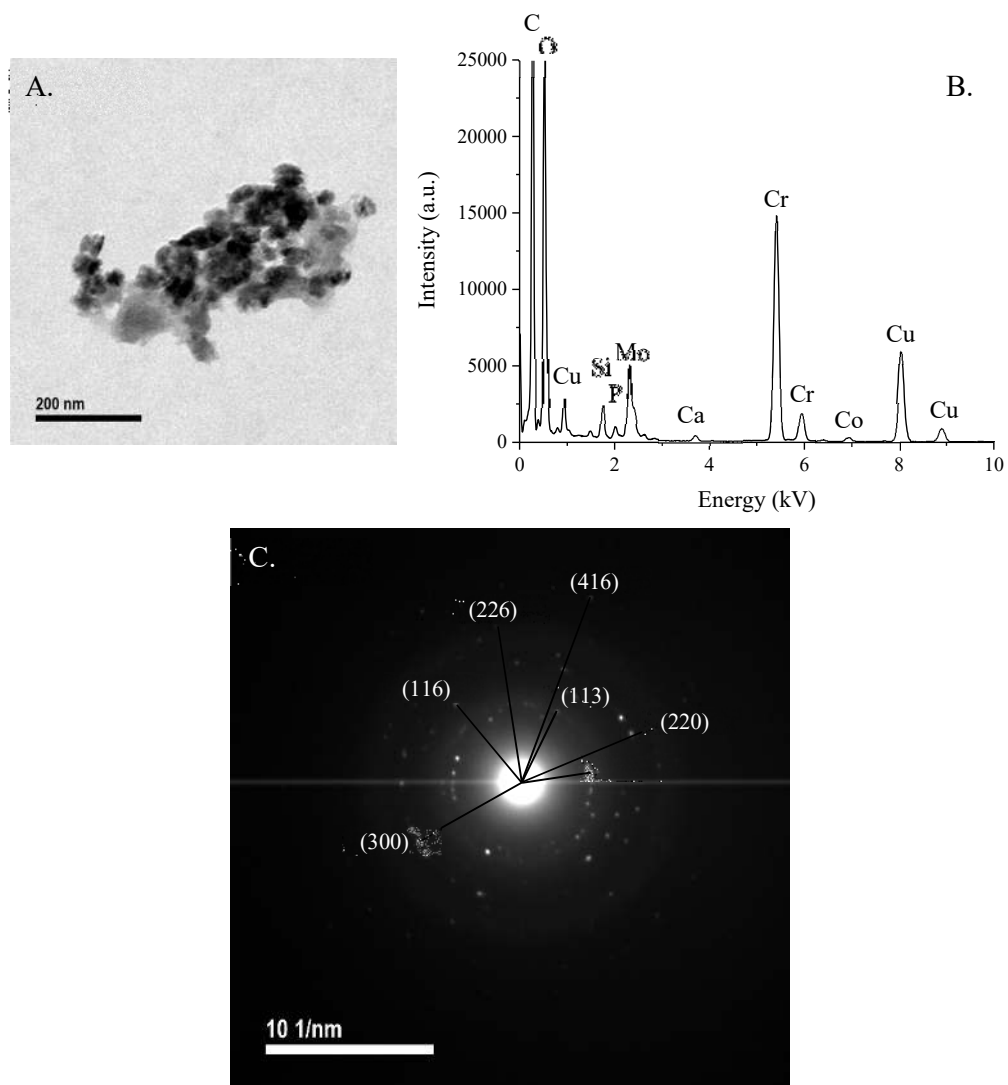 A.
200 nm
B.
C
O
25000
20000
15000
10000
5000
0
Intensity (a.u.)
Cu
Si
P
Mo
Ca
Cr
Cr
Co
Cu
Cu
0 2 4 6 8 10
Energy (kV)
C.
(416)
(226)
(116)
(113)
(220)
(300)
10 1/nm